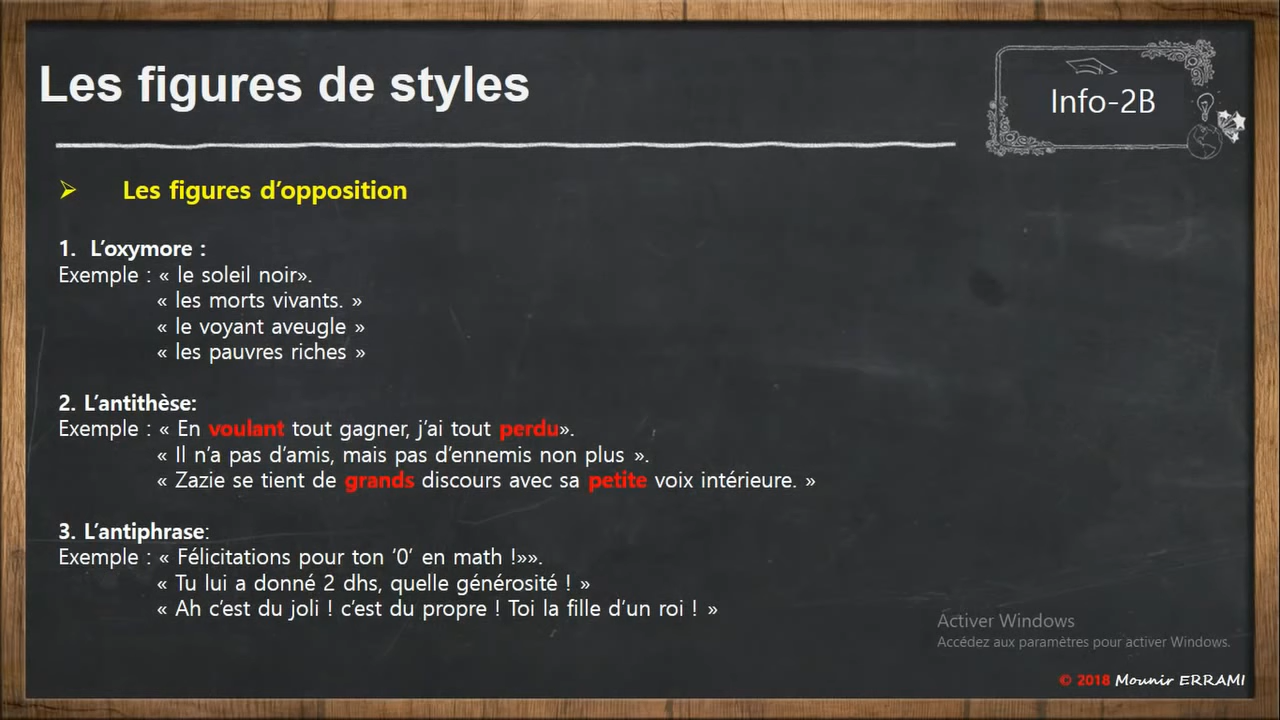 Les figures de styles
Info-2B
➢ Les figures d’opposition
1. L’oxymore :
Exemple : « le soleil noir».
« les morts vivants. »
« le voyant aveugle »
« les pauvres riches »
2. L’antithèse:
Exemple : « En voulant tout gagner, j’ai tout perdu».
« Il n’a pas d’amis, mais pas d’ennemis non plus ».
« Zazie se tient de grands discours avec sa petite voix intérieure. »
3. L’antiphrase:
Exemple : « Félicitations pour ton ‘0’ en math !»».
« Tu lui a donné 2 dhs, quelle générosité ! »
« Ah c’est du joli ! c’est du propre ! Toi la fille d’un roi ! »
Activer Windows
Accédez aux paramètres pour activer Windows.
© 2018 Mounir ERRAMI